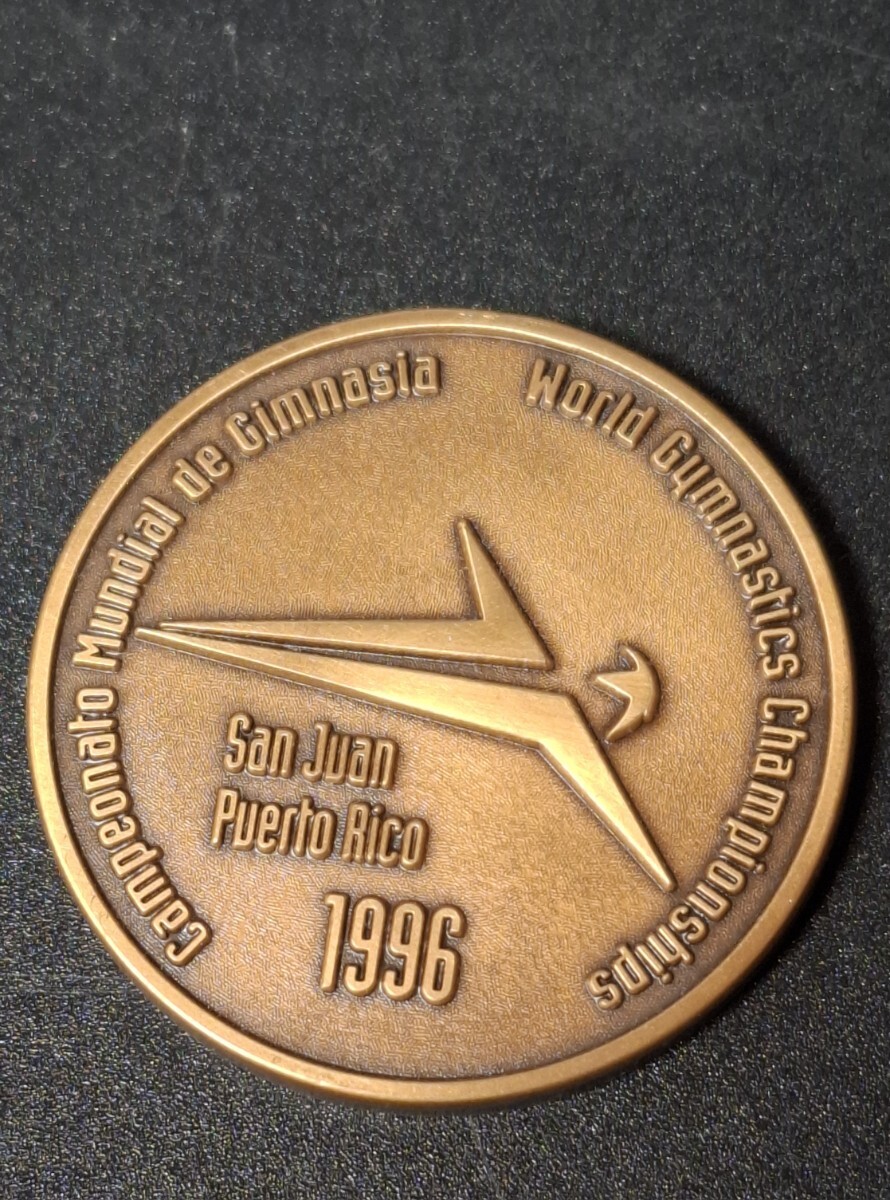 Campeonato Mundial de Gimnasia
World Gymnastics Championships
San Juan
Puerto Rico
1996